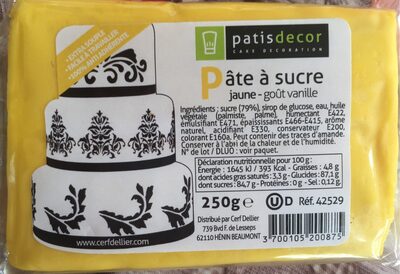 • EXTRA SOUPLE
• FACILE À TRAVAILLER
• 100% ANTIADHÉRENTE
patisdecor
CAKE DECORATION
Pâte à sucre
jaune - goût vanille
Ingrédients ; sucre (79%), sirop de glucose, eau, huile
végétale (palmiste, palme), humectant E422,
émulsifiant E471, épaississants E466-E415, arôme
naturel, acidifiant E330, conservateur E200,
colorant E160a. Peut contenir des traces d'amande.
Conserver à l'abri de la chaleur et de l'humidité.
N° de lot / DLUO : voir paquet.
Déclaration nutritionnelle pour 100 g :
Energie : 1645 kJ / 393 Kcal - Graisses : 4,8 g
dont acides gras saturés : 3,3 g - Glucides : 87,1 g
dont sucres : 84,7 g - Protéines : 0 g - Sel : 0,12 g.
250g e U D Réf. 42529
Distribué par Cerf Dellier
739 Bvd F. de Lesseps
62110 HÉNIN BEAUMONT
3 700105 200875
www.cerfdellier.com